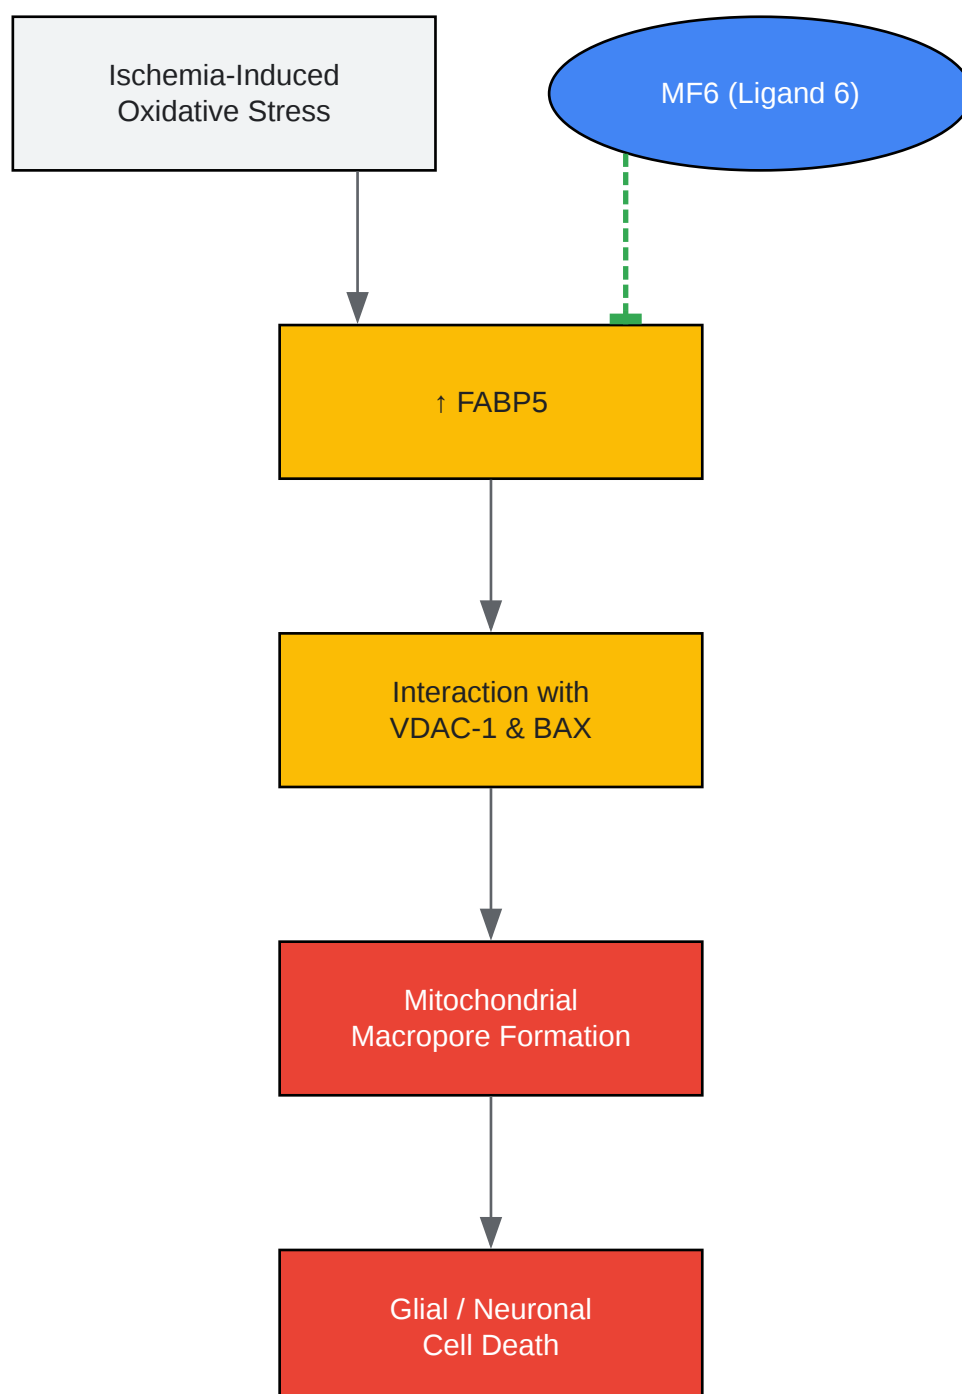 Ischemia-Induced
Oxidative Stress
MF6 (Ligand 6)
↑ FABP5
Interaction with
VDAC-1 & BAX
Mitochondrial
Macropore Formation
Glial / Neuronal
Cell Death